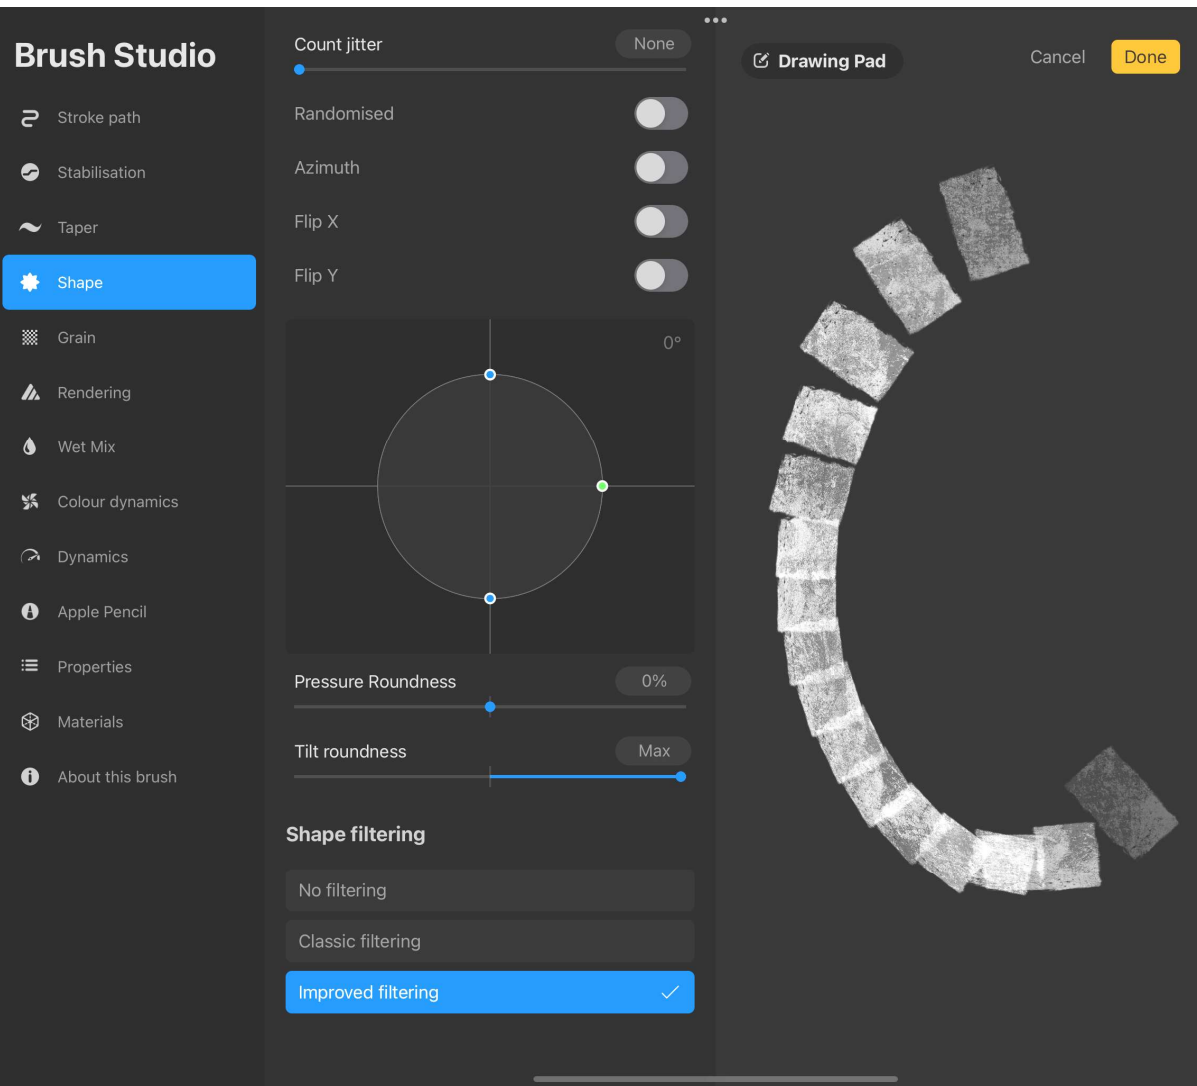 Brush Studio
Stroke path
Stabilisation
Taper
Shape
Grain
Rendering
Wet Mix
Colour dynamics
Dynamics
Apple Pencil
Properties
Materials
About this brush
Count jitter
None
Randomised
Azimuth
Flip X
Flip Y
0°
Pressure Roundness
0%
Tilt roundness
Max
Shape filtering
No filtering
Classic filtering
Improved filtering
Drawing Pad
Cancel
Done